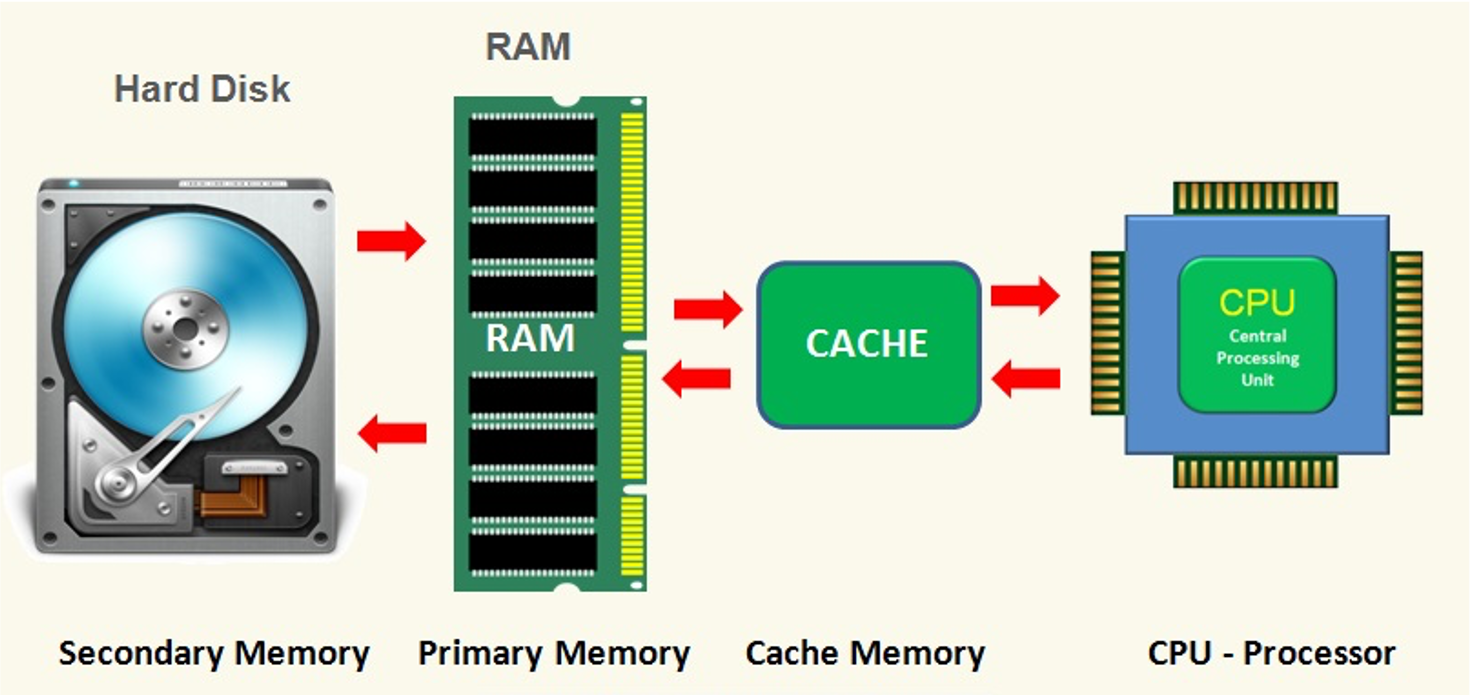 Hard Disk
RAM
RAM
CACHE
CPU
Central
Processing
Unit
Secondary Memory
Primary Memory
Cache Memory
CPU - Processor